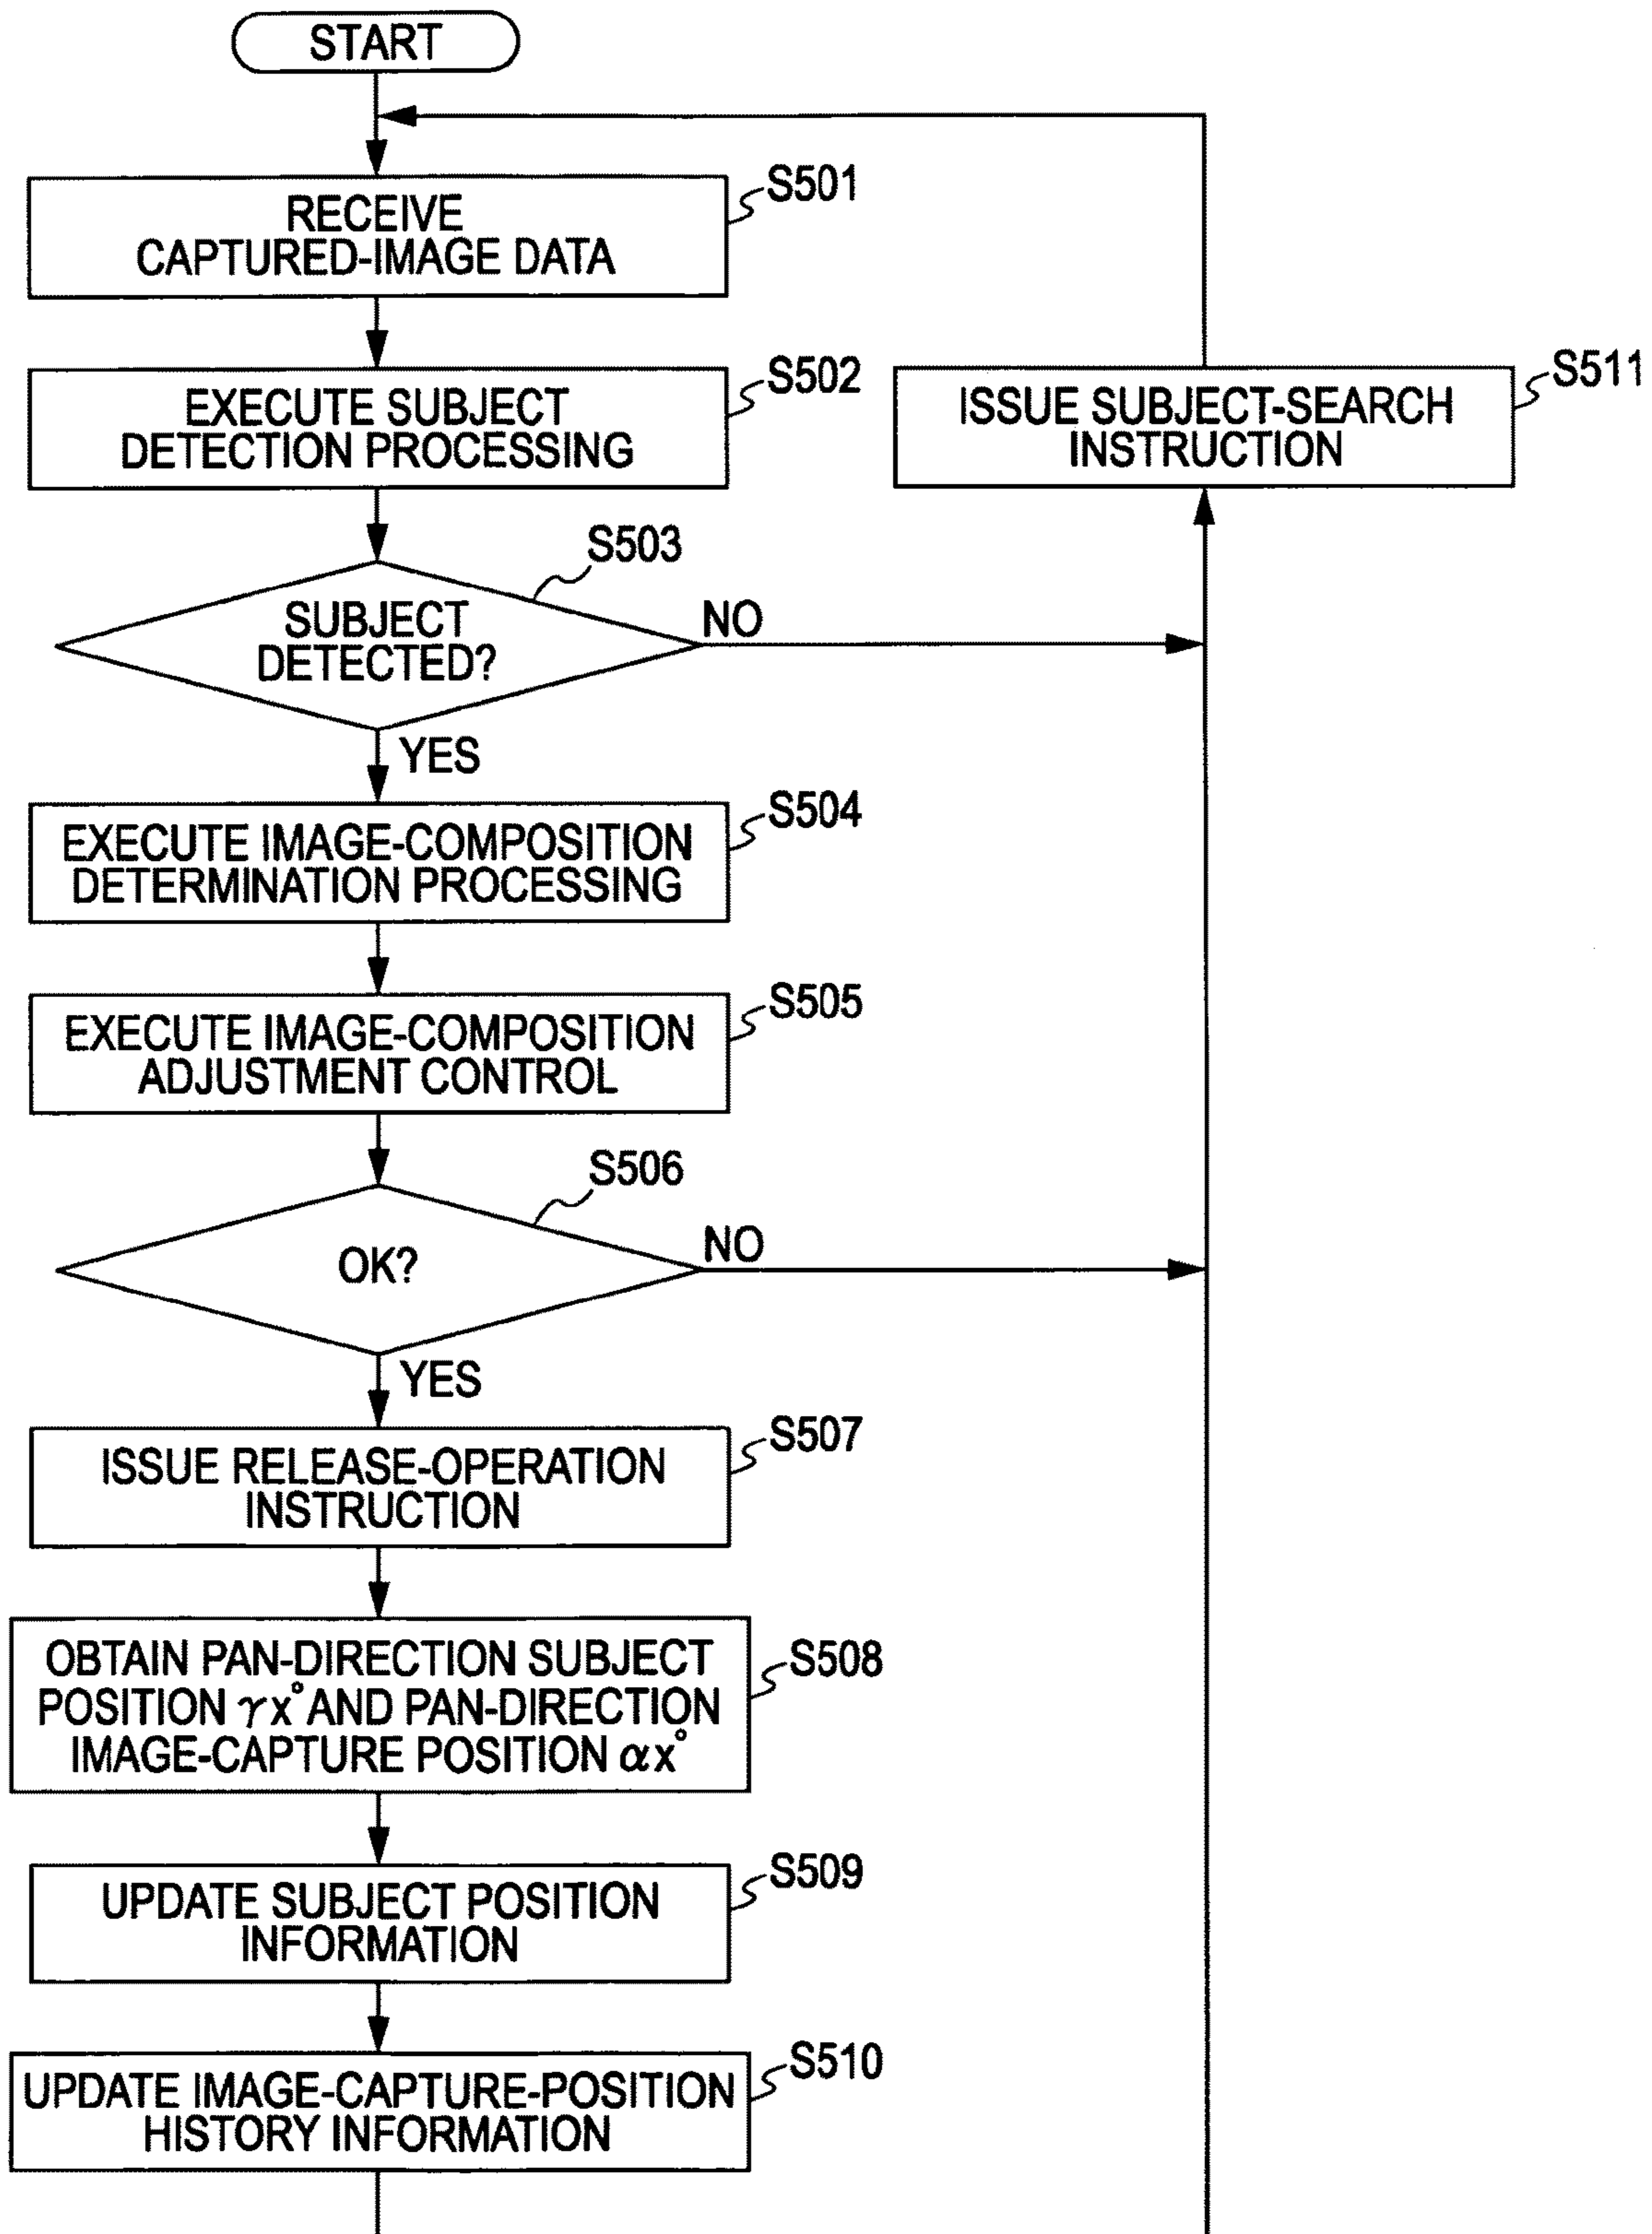 START
RECEIVE
CAPTURED-IMAGE DATA
S501
EXECUTE SUBJECT
DETECTION PROCESSING
S502
ISSUE SUBJECT-SEARCH
INSTRUCTION
S511
SUBJECT
DETECTED?
S503
NO
YES
EXECUTE IMAGE-COMPOSITION
DETERMINATION PROCESSING
S504
EXECUTE IMAGE-COMPOSITION
ADJUSTMENT CONTROL
S505
OK?
S506
NO
YES
ISSUE RELEASE-OPERATION
INSTRUCTION
S507
OBTAIN PAN-DIRECTION SUBJECT
POSITION γx° AND PAN-DIRECTION
IMAGE-CAPTURE POSITION αx°
S508
UPDATE SUBJECT POSITION
INFORMATION
S509
UPDATE IMAGE-CAPTURE-POSITION
HISTORY INFORMATION
S510